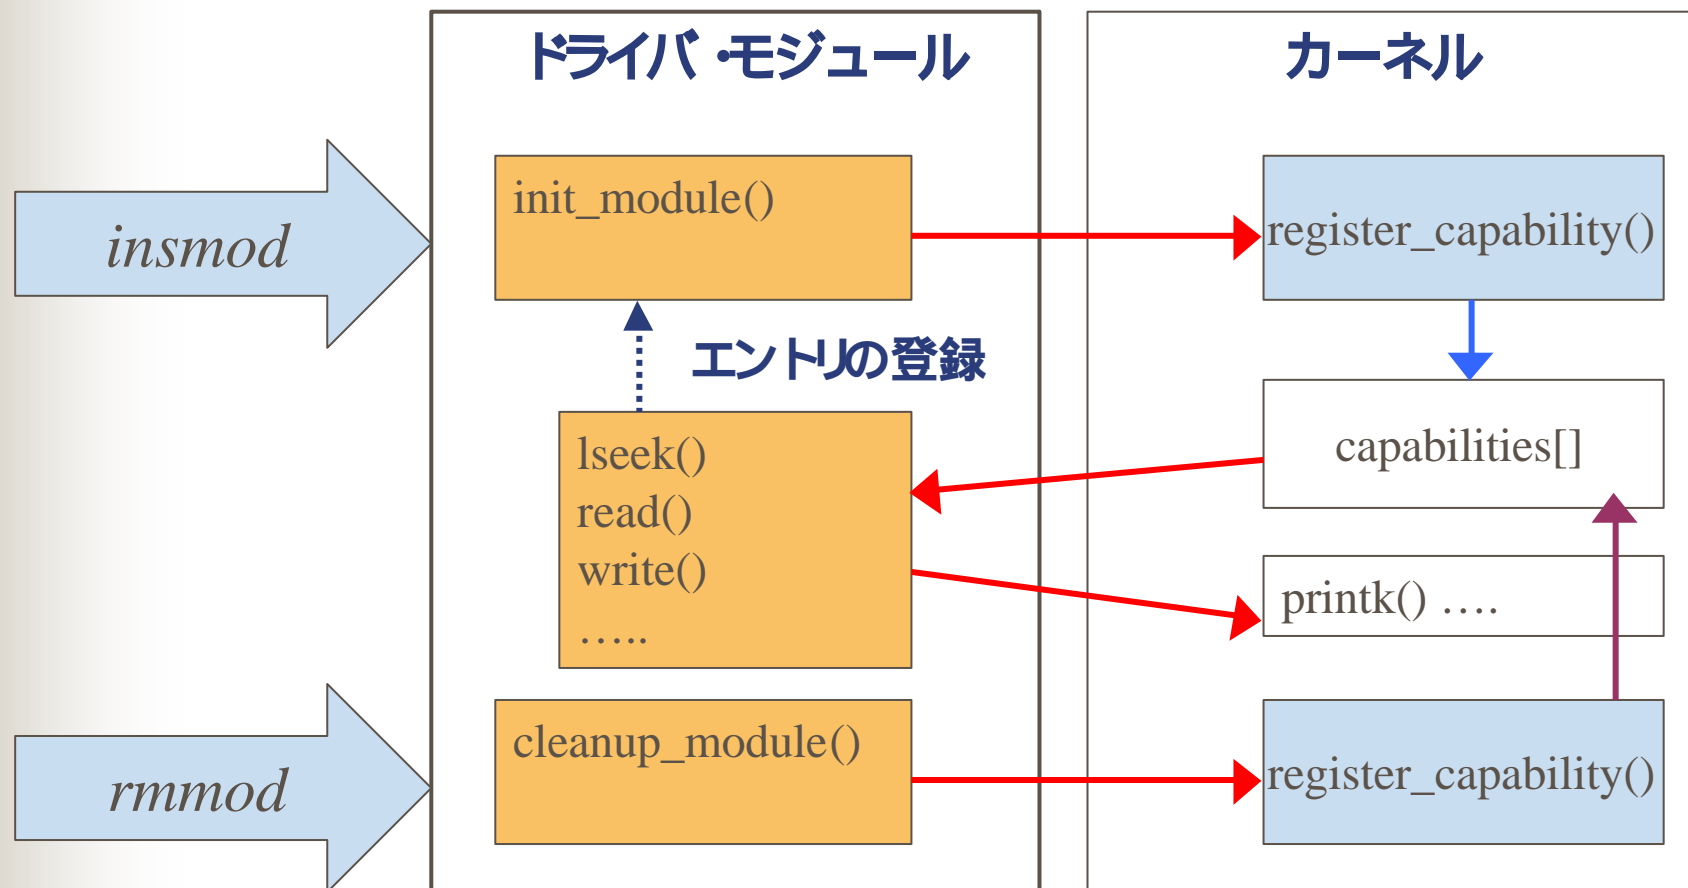 ドライバ・モジュール
カーネル
insmod
init_module()
register_capability()
エントリの登録
lseek()
read()
write()
…..
capabilities[]
printk() ….
rmmod
cleanup_module()
register_capability()